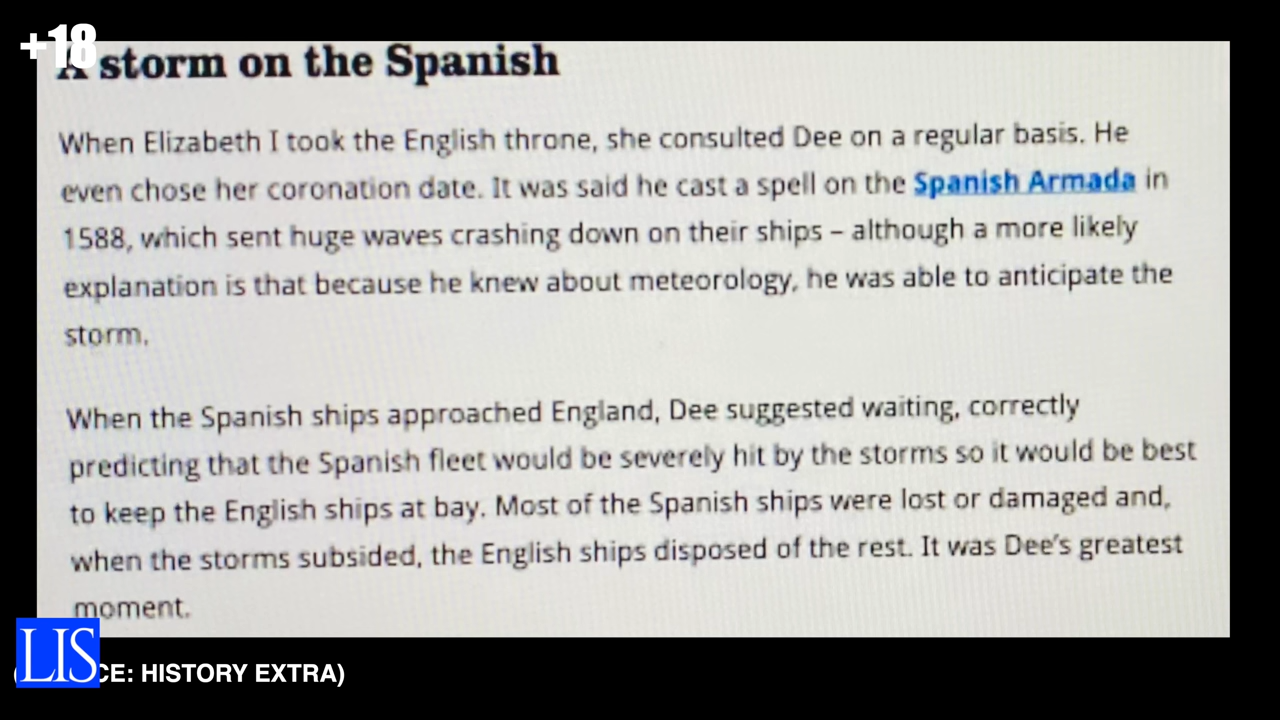 +18
A storm on the Spanish
When Elizabeth I took the English throne, she consulted Dee on a regular basis. He
even chose her coronation date. It was said he cast a spell on the Spanish Armada in
1588, which sent huge waves crashing down on their ships – although a more likely
explanation is that because he knew about meteorology, he was able to anticipate the
storm.
When the Spanish ships approached England, Dee suggested waiting, correctly
predicting that the Spanish fleet would be severely hit by the storms so it would be best
to keep the English ships at bay. Most of the Spanish ships were lost or damaged and,
when the storms subsided, the English ships disposed of the rest. It was Dee's greatest
moment.
LIS
CE: HISTORY EXTRA)